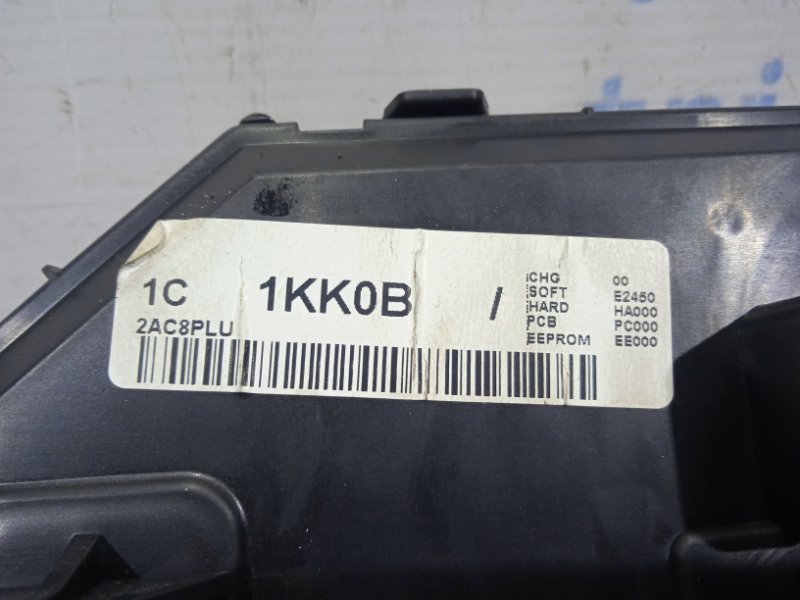 1C 1KK0B /
2AC8PLU
CHG 00
SOFT E2450
HARD HA000
PCB PC000
EEPROM EE000